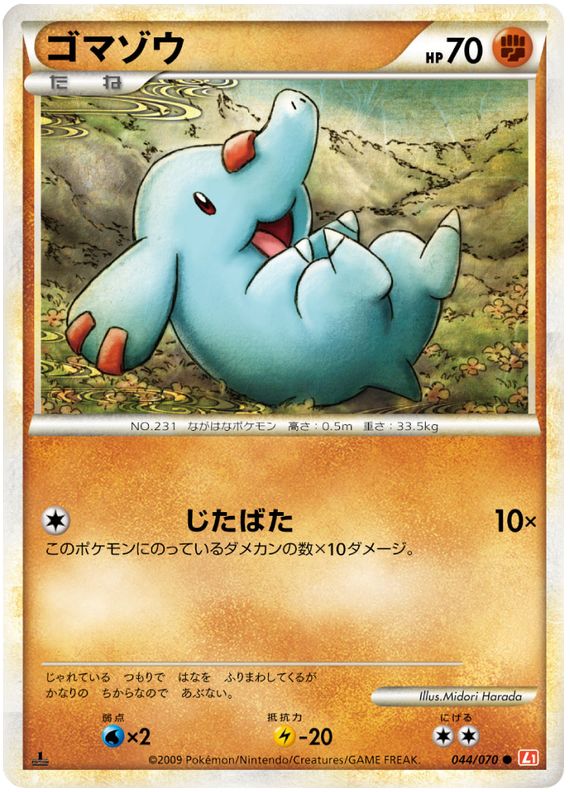 ゴマゾウ
HP70
たね
NO.231 ながはなポケモン 高さ：0.5m 重さ：33.5kg
じたばた 10×
このポケモンにのっているダメカンの数×10ダメージ。
じゃれている つもりで はなを ふりまわしてくるが
かなりの ちからなので あぶない。
Illus.Midori Harada
弱点 抵抗力 にげる
×2 -20
©2009 Pokémon/Nintendo/Creatures/GAME FREAK.
044/070 ● L1
1